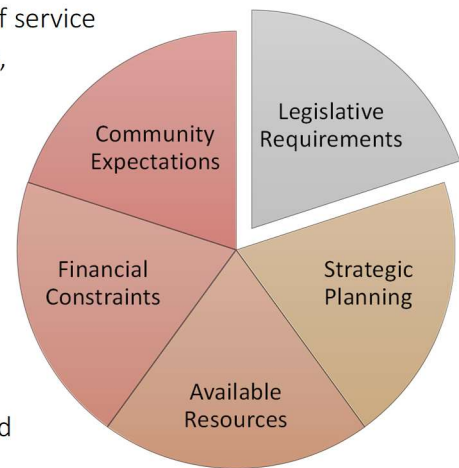 f service
,
Legislative
Requirements
Community
Expectations
Financial
Constraints
Strategic
Planning
Available
Resources
d